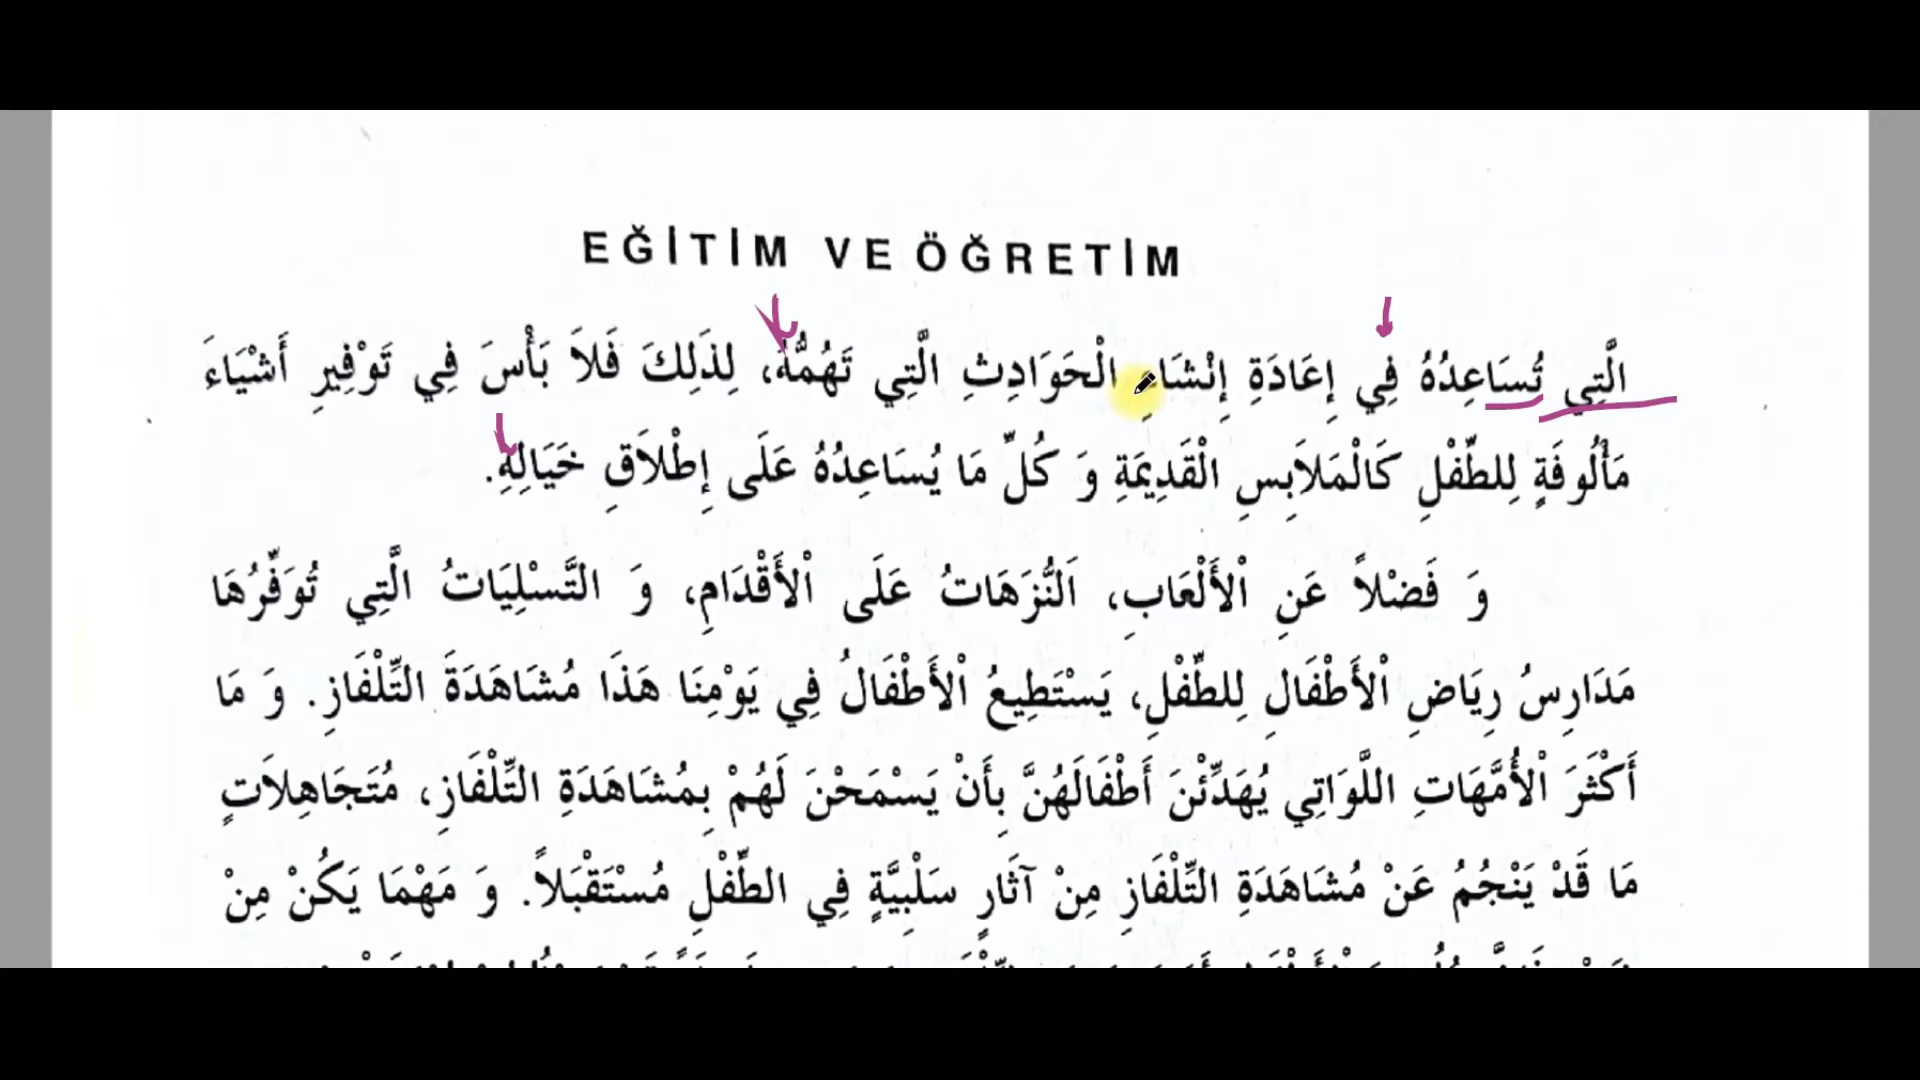 EĞİTİM VE ÖĞRETİM
الَّتِي تُسَاعِدُهُ فِي إِعَادَةِ إِنْشَاءِ الْحَوَادِثِ الَّتِي تَهُمُّهُ، لِذَلِكَ فَلاَ بَأْسَ فِي تَوْفِيرِ أَشْيَاءَ
مَأْلُوفَةٍ لِلطِّفْلِ كَالْمَلاَبِسِ الْقَدِيمَةِ وَ كُلِّ مَا يُسَاعِدُهُ عَلَى إِطْلاَقِ خَيَالِهِ.
وَ فَضْلاً عَنِ الْأَلْعَابِ، اَلنُّزَهَاتُ عَلَى الْأَقْدَامِ، وَ التَّسْلِيَاتُ الَّتِي تُوَفِّرُهَا
مَدَارِسُ رِيَاضِ الْأَطْفَالِ لِلطِّفْلِ، يَسْتَطِيعُ الْأَطْفَالُ فِي يَوْمِنَا هَذَا مُشَاهَدَةَ التِّلْفَازِ. وَ مَا
أَكْثَرَ الْأُمَّهَاتِ اللَّوَاتِي يُهَدِّئْنَ أَطْفَالَهُنَّ بِأَنْ يَسْمَحْنَ لَهُمْ بِمُشَاهَدَةِ التِّلْفَازِ، مُتَجَاهِلاَتٍ
مَا قَدْ يَنْجُمُ عَنْ مُشَاهَدَةِ التِّلْفَازِ مِنْ آثَارٍ سَلْبِيَّةٍ فِي الطِّفْلِ مُسْتَقْبَلاً. وَ مَهْمَا يَكُنْ مِنْ